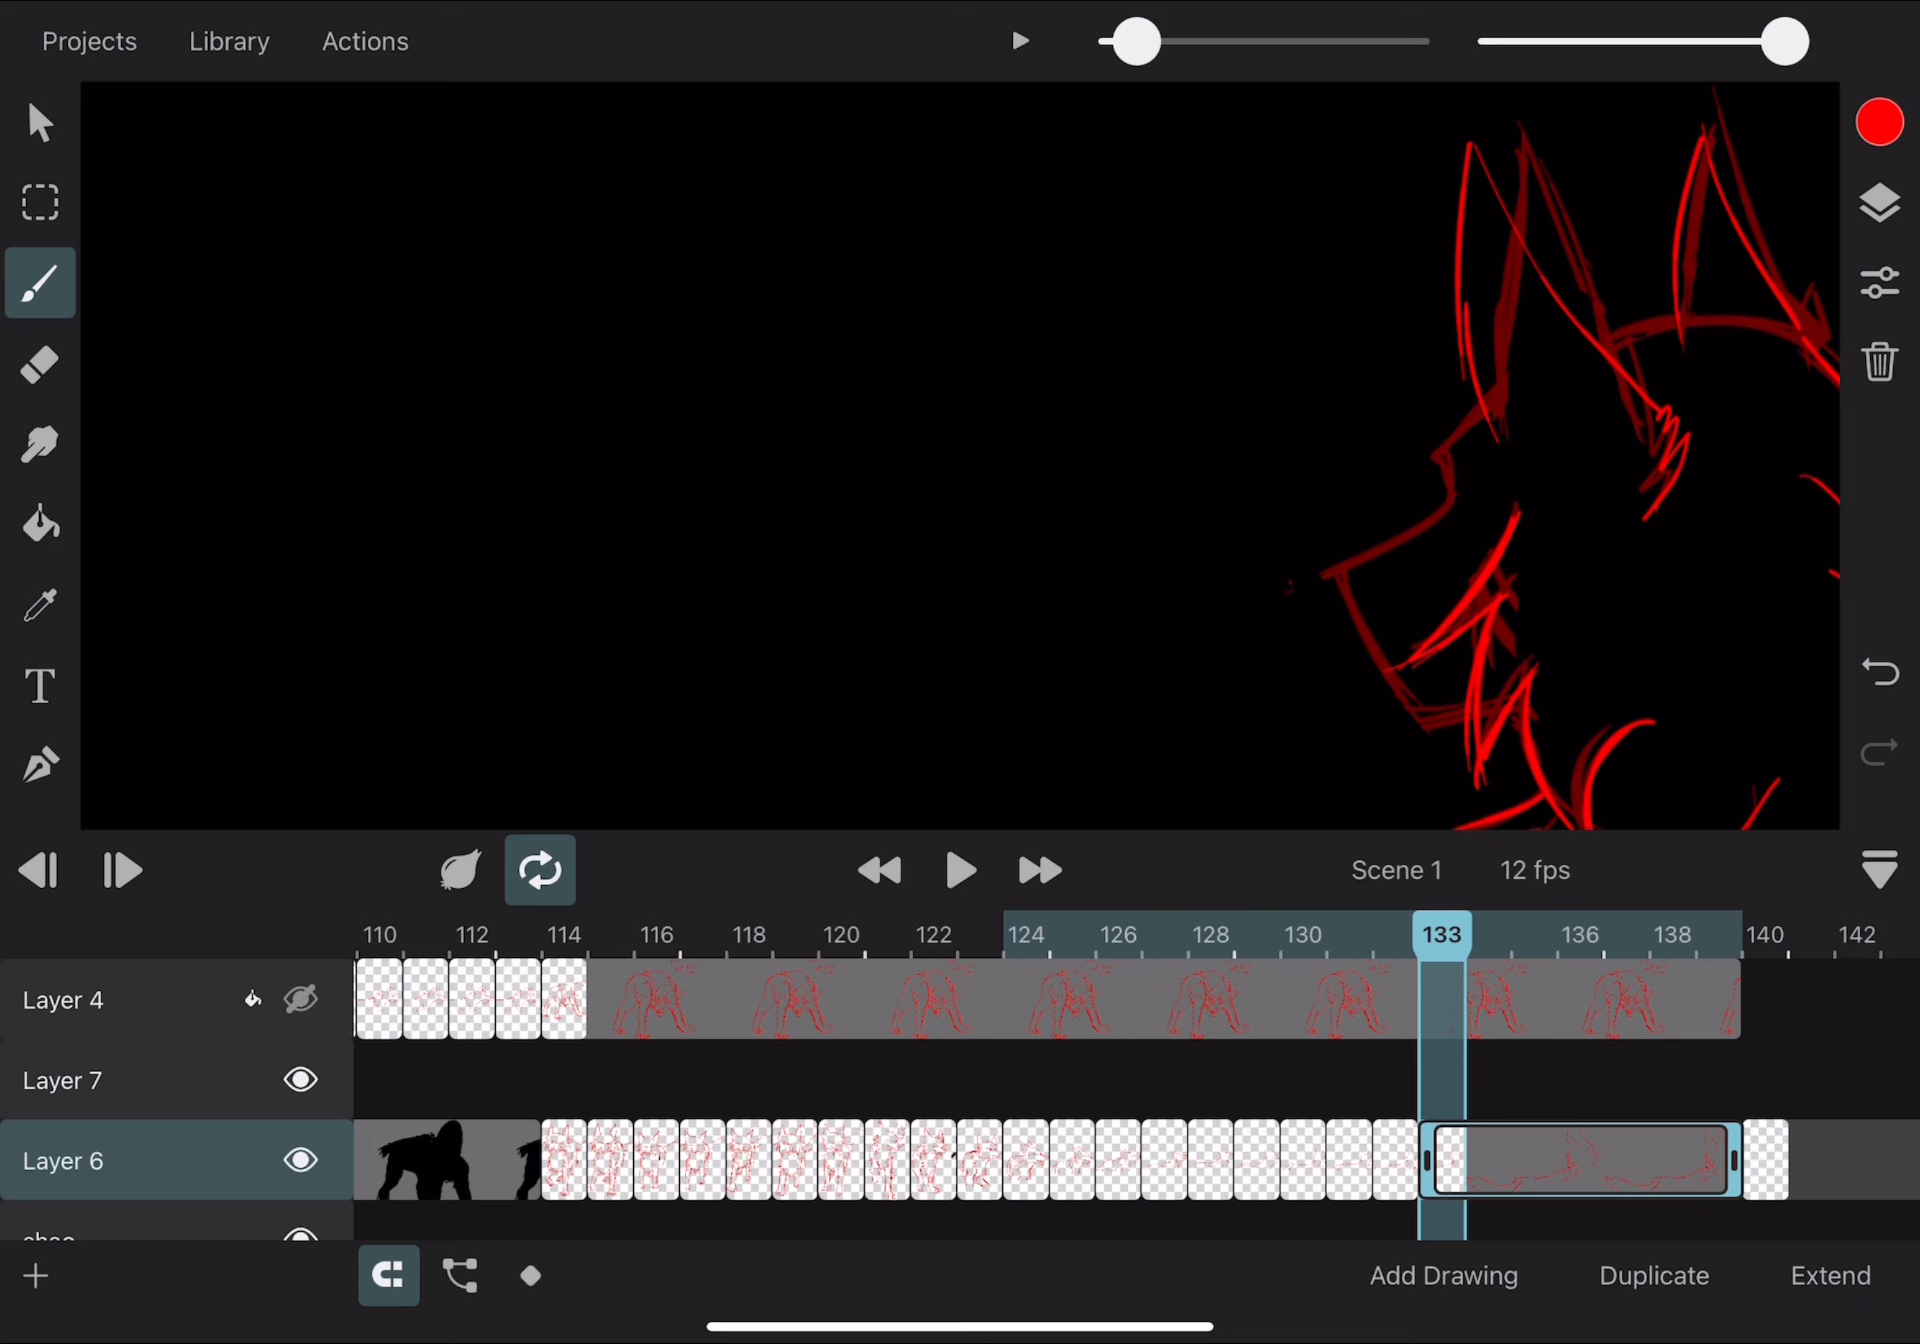 Projects Library Actions
T
Scene 1 12 fps
110 112 114 116 118 120 122 124 126 128 130 133 136 138 140 142
Layer 4
Layer 7
Layer 6
Add Drawing Duplicate Extend